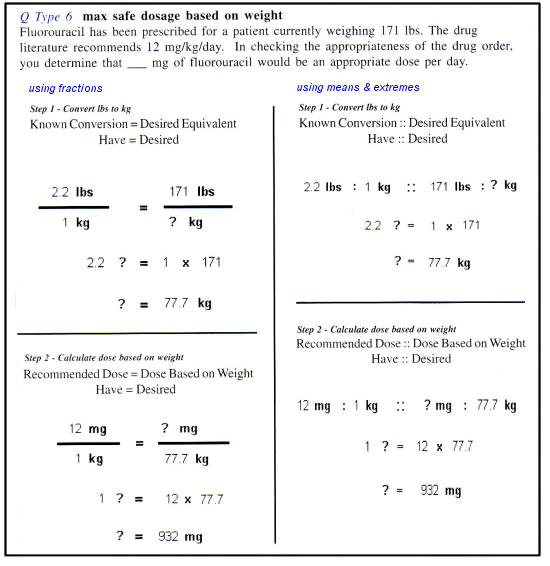 Q Type 6 max safe dosage based on weight
Fluorouracil has been prescribed for a patient currently weighing 171 lbs. The drug
literature recommends 12 mg/kg/day. In checking the appropriateness of the drug order,
you determine that ___ mg of fluorouracil would be an appropriate dose per day.
using fractions
Step 1 - Convert lbs to kg
Known Conversion = Desired Equivalent
Have = Desired
2.2 lbs = 171 lbs
1 kg ? kg
2.2 ? = 1 x 171
? = 77.7 kg
Step 2 - Calculate dose based on weight
Recommended Dose = Dose Based on Weight
Have = Desired
12 mg = ? mg
1 kg 77.7 kg
1 ? = 12 x 77.7
? = 932 mg
using means & extremes
Step 1 - Convert lbs to kg
Known Conversion :: Desired Equivalent
Have :: Desired
2.2 lbs : 1 kg :: 171 lbs : ? kg
2.2 ? = 1 x 171
? = 77.7 kg
Step 2 - Calculate dose based on weight
Recommended Dose :: Dose Based on Weight
Have :: Desired
12 mg : 1 kg :: ? mg : 77.7 kg
1 ? = 12 x 77.7
? = 932 mg